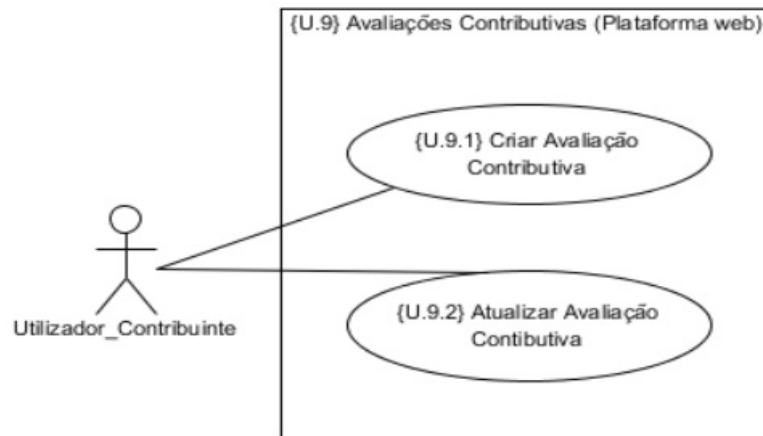 {U.9} Avaliações Contributivas (Plataforma web)
{U.9.1} Criar Avaliação
Contributiva
Utilizador_Contribuinte
{U.9.2} Atualizar Avaliação
Contibutiva